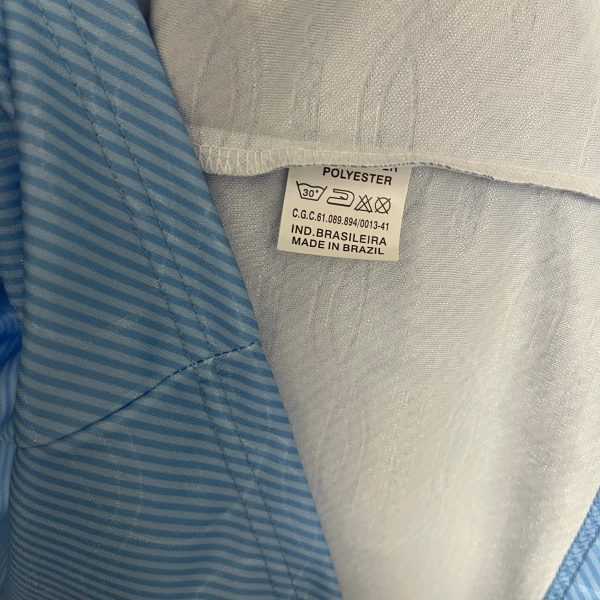 POLYESTER
30°
C.G.C.61.089.894/0013-41
IND.BRASILEIRA
MADE IN BRAZIL